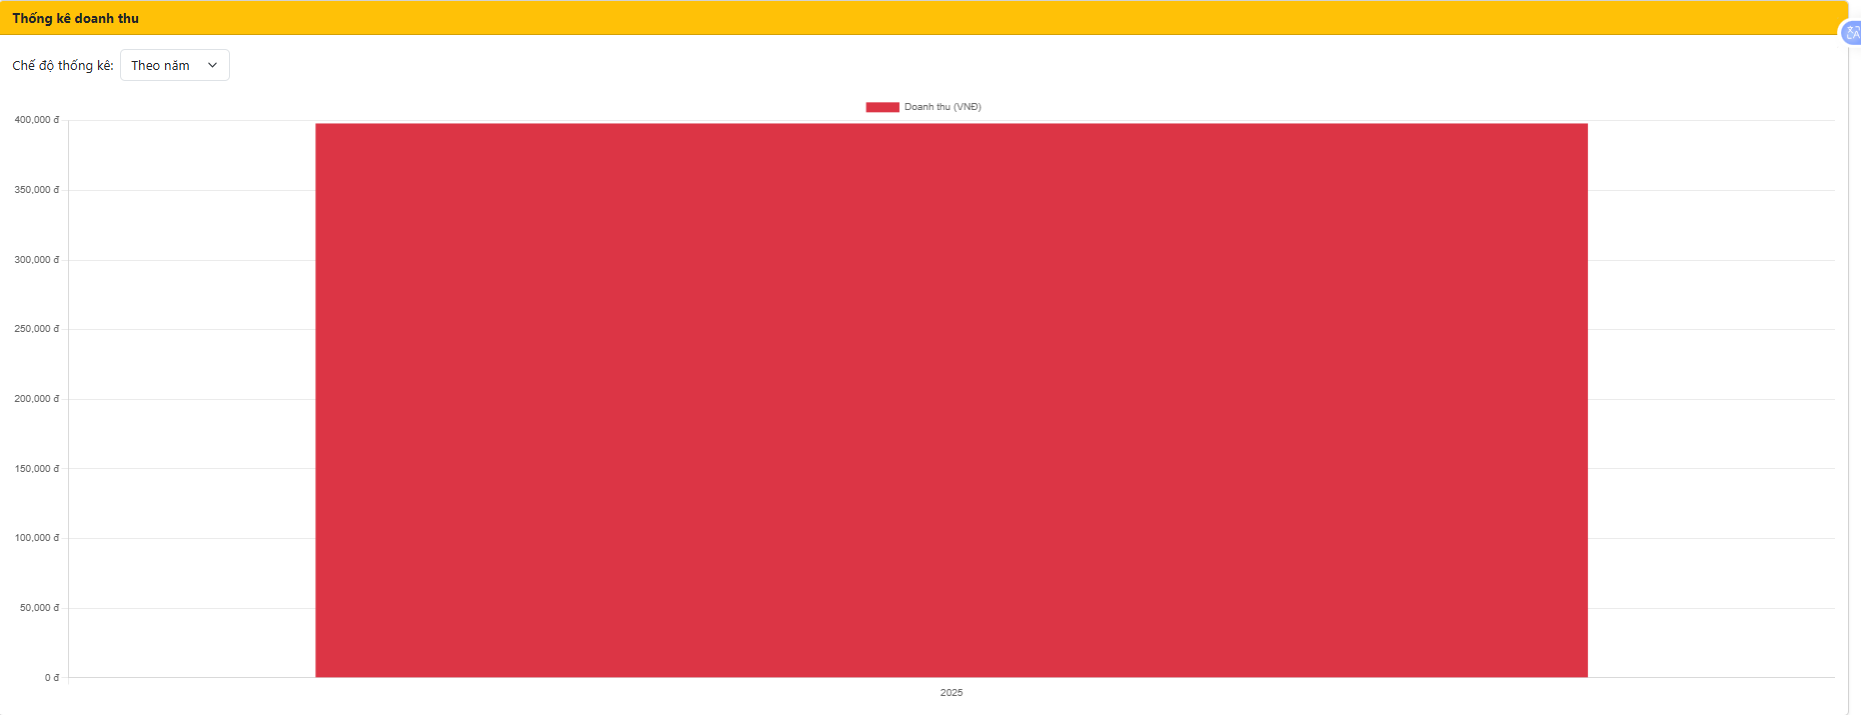 Thống kê doanh thu
Chế độ thống kê: Theo năm
Doanh thu (VNĐ)
400,000 đ
350,000 đ
300,000 đ
250,000 đ
200,000 đ
150,000 đ
100,000 đ
50,000 đ
0 đ
2025